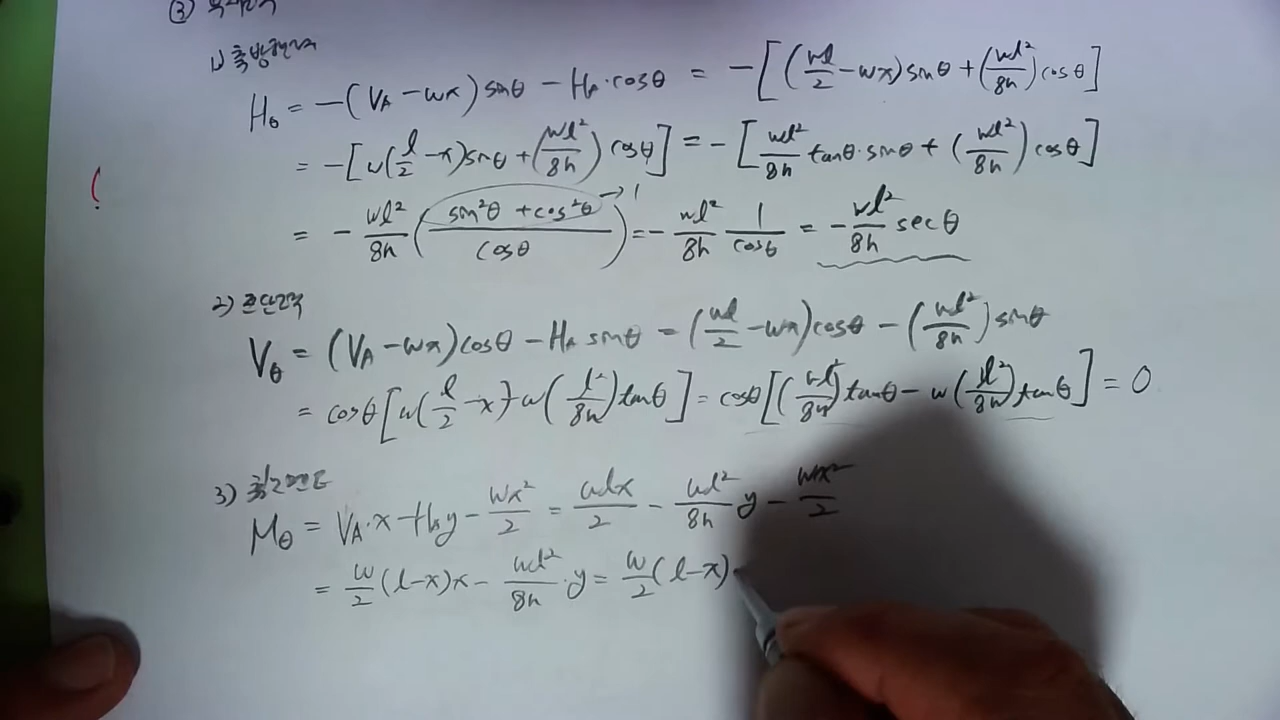 ③
1) 축방향력
H_θ = -(V_A - wx) sinθ - H_A·cosθ = -[(wl/2 - wx) sinθ + (wl²/8h) cosθ]
= -[w(l/2 - x) sinθ + (wl²/8h) cosθ] = -[wl²/8h tanθ·sinθ + (wl²/8h) cosθ]
= - wl²/8h ((sin²θ + cos²θ)/cosθ) → 1 = - wl²/8h 1/cosθ = - wl²/8h secθ
2) 전단력
V_θ = (V_A - wx) cosθ - H_A sinθ = (wl/2 - wx) cosθ - (wl²/8h) sinθ
= cosθ[w(l/2 - x) - w(l²/8h) tanθ] = cosθ[(wl²/8h) tanθ - w(l²/8h) tanθ] = 0
3) 휨모멘트
M_θ = V_A·x - H_A y - wx²/2 = wlx/2 - wl²/8h y - wx²/2
= w/2 (l-x)x - wl²/8h · y = w/2 (l-x)